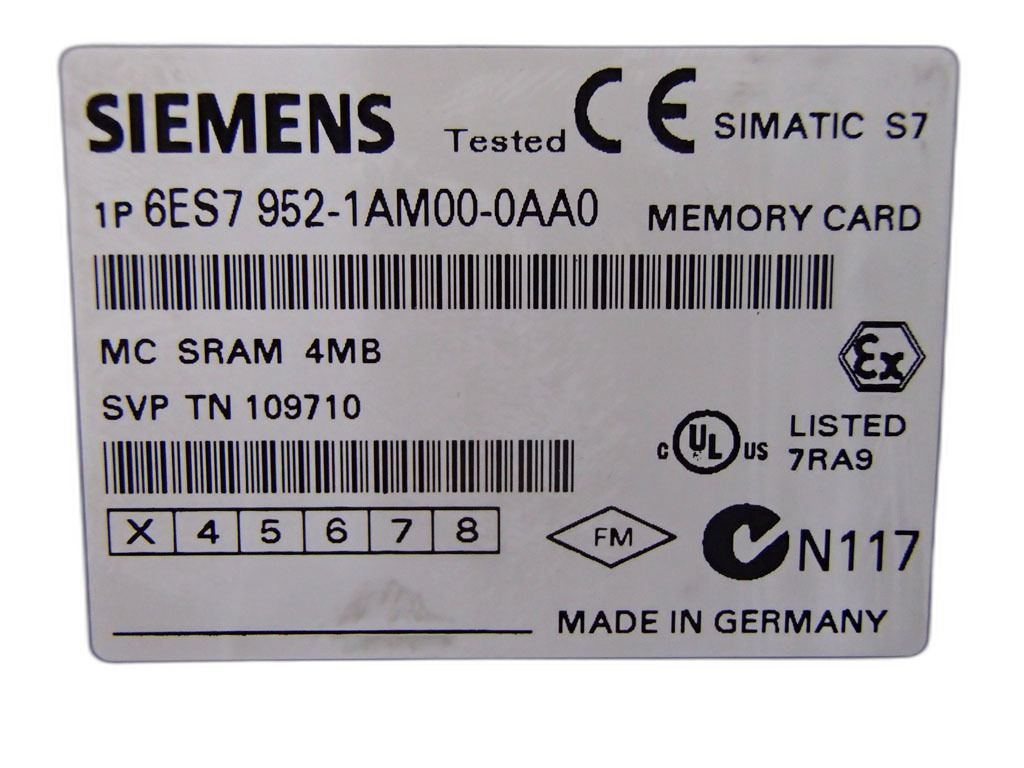 SIEMENS Tested CE SIMATIC S7
1P 6ES7 952-1AM00-0AA0 MEMORY CARD
MC SRAM 4MB
Ex
SVP TN 109710
C UL US LISTED
7RA9
X 4 5 6 7 8
FM
N117
MADE IN GERMANY